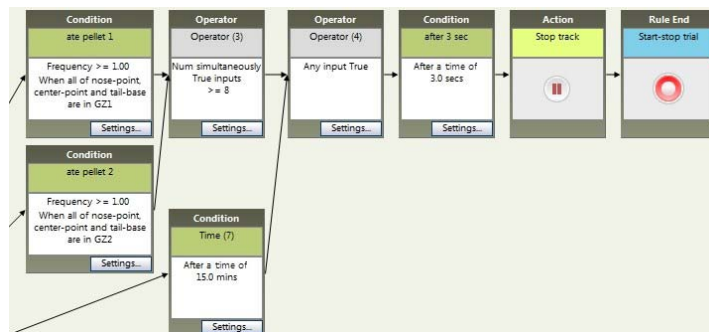 Condition
ate pellet 1
Frequency >= 1.00
When all of nose-point,
center-point and tail-base
are in GZ1
Settings...
Operator
Operator (3)
Num simultaneously
True inputs
>= 8
Settings...
Operator
Operator (4)
Any input True
Settings...
Condition
after 3 sec
After a time of
3.0 secs
Settings...
Action
Stop track
Rule End
Start-stop trial
Condition
ate pellet 2
Frequency >= 1.00
When all of nose-point,
center-point and tail-base
are in GZ2
Settings...
Condition
Time (7)
After a time of
15.0 mins
Settings...